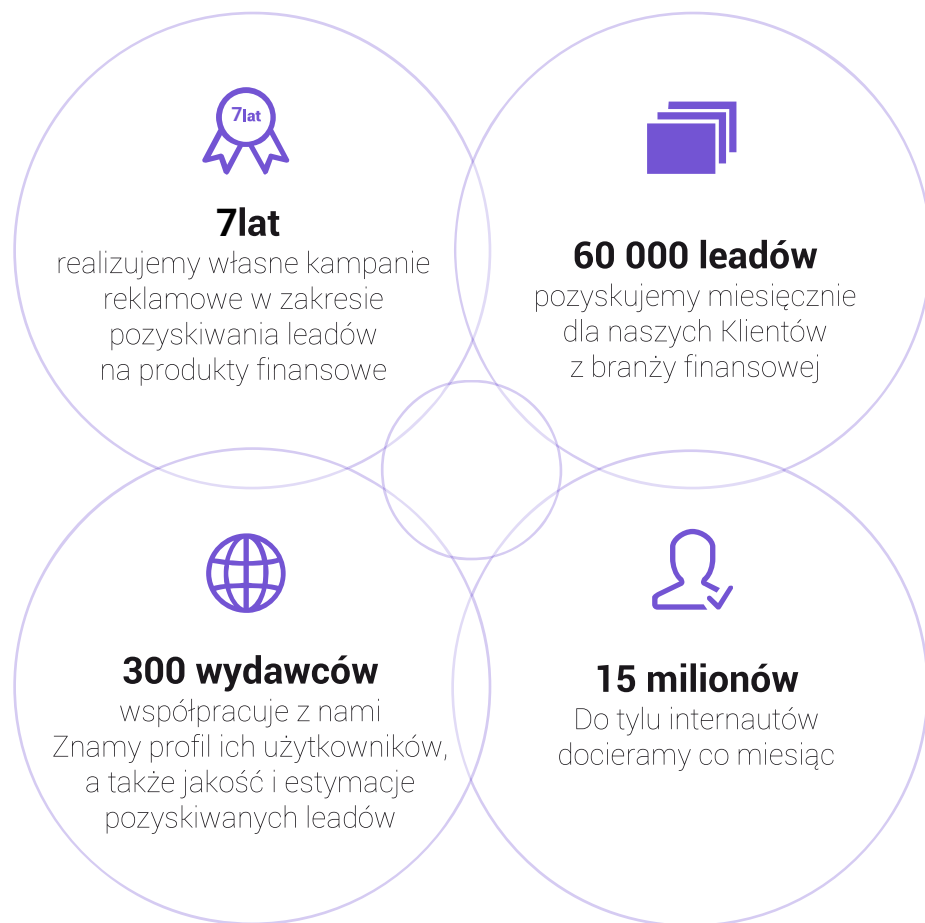 7lat
7lat
realizujemy własne kampanie
reklamowe w zakresie
pozyskiwania leadów
na produkty finansowe
60 000 leadów
pozyskujemy miesięcznie
dla naszych Klientów
z branży finansowej
300 wydawców
współpracuje z nami
Znamy profil ich użytkowników,
a także jakość i estymacje
pozyskiwanych leadów
15 milionów
Do tylu internautów
docieramy co miesiąc